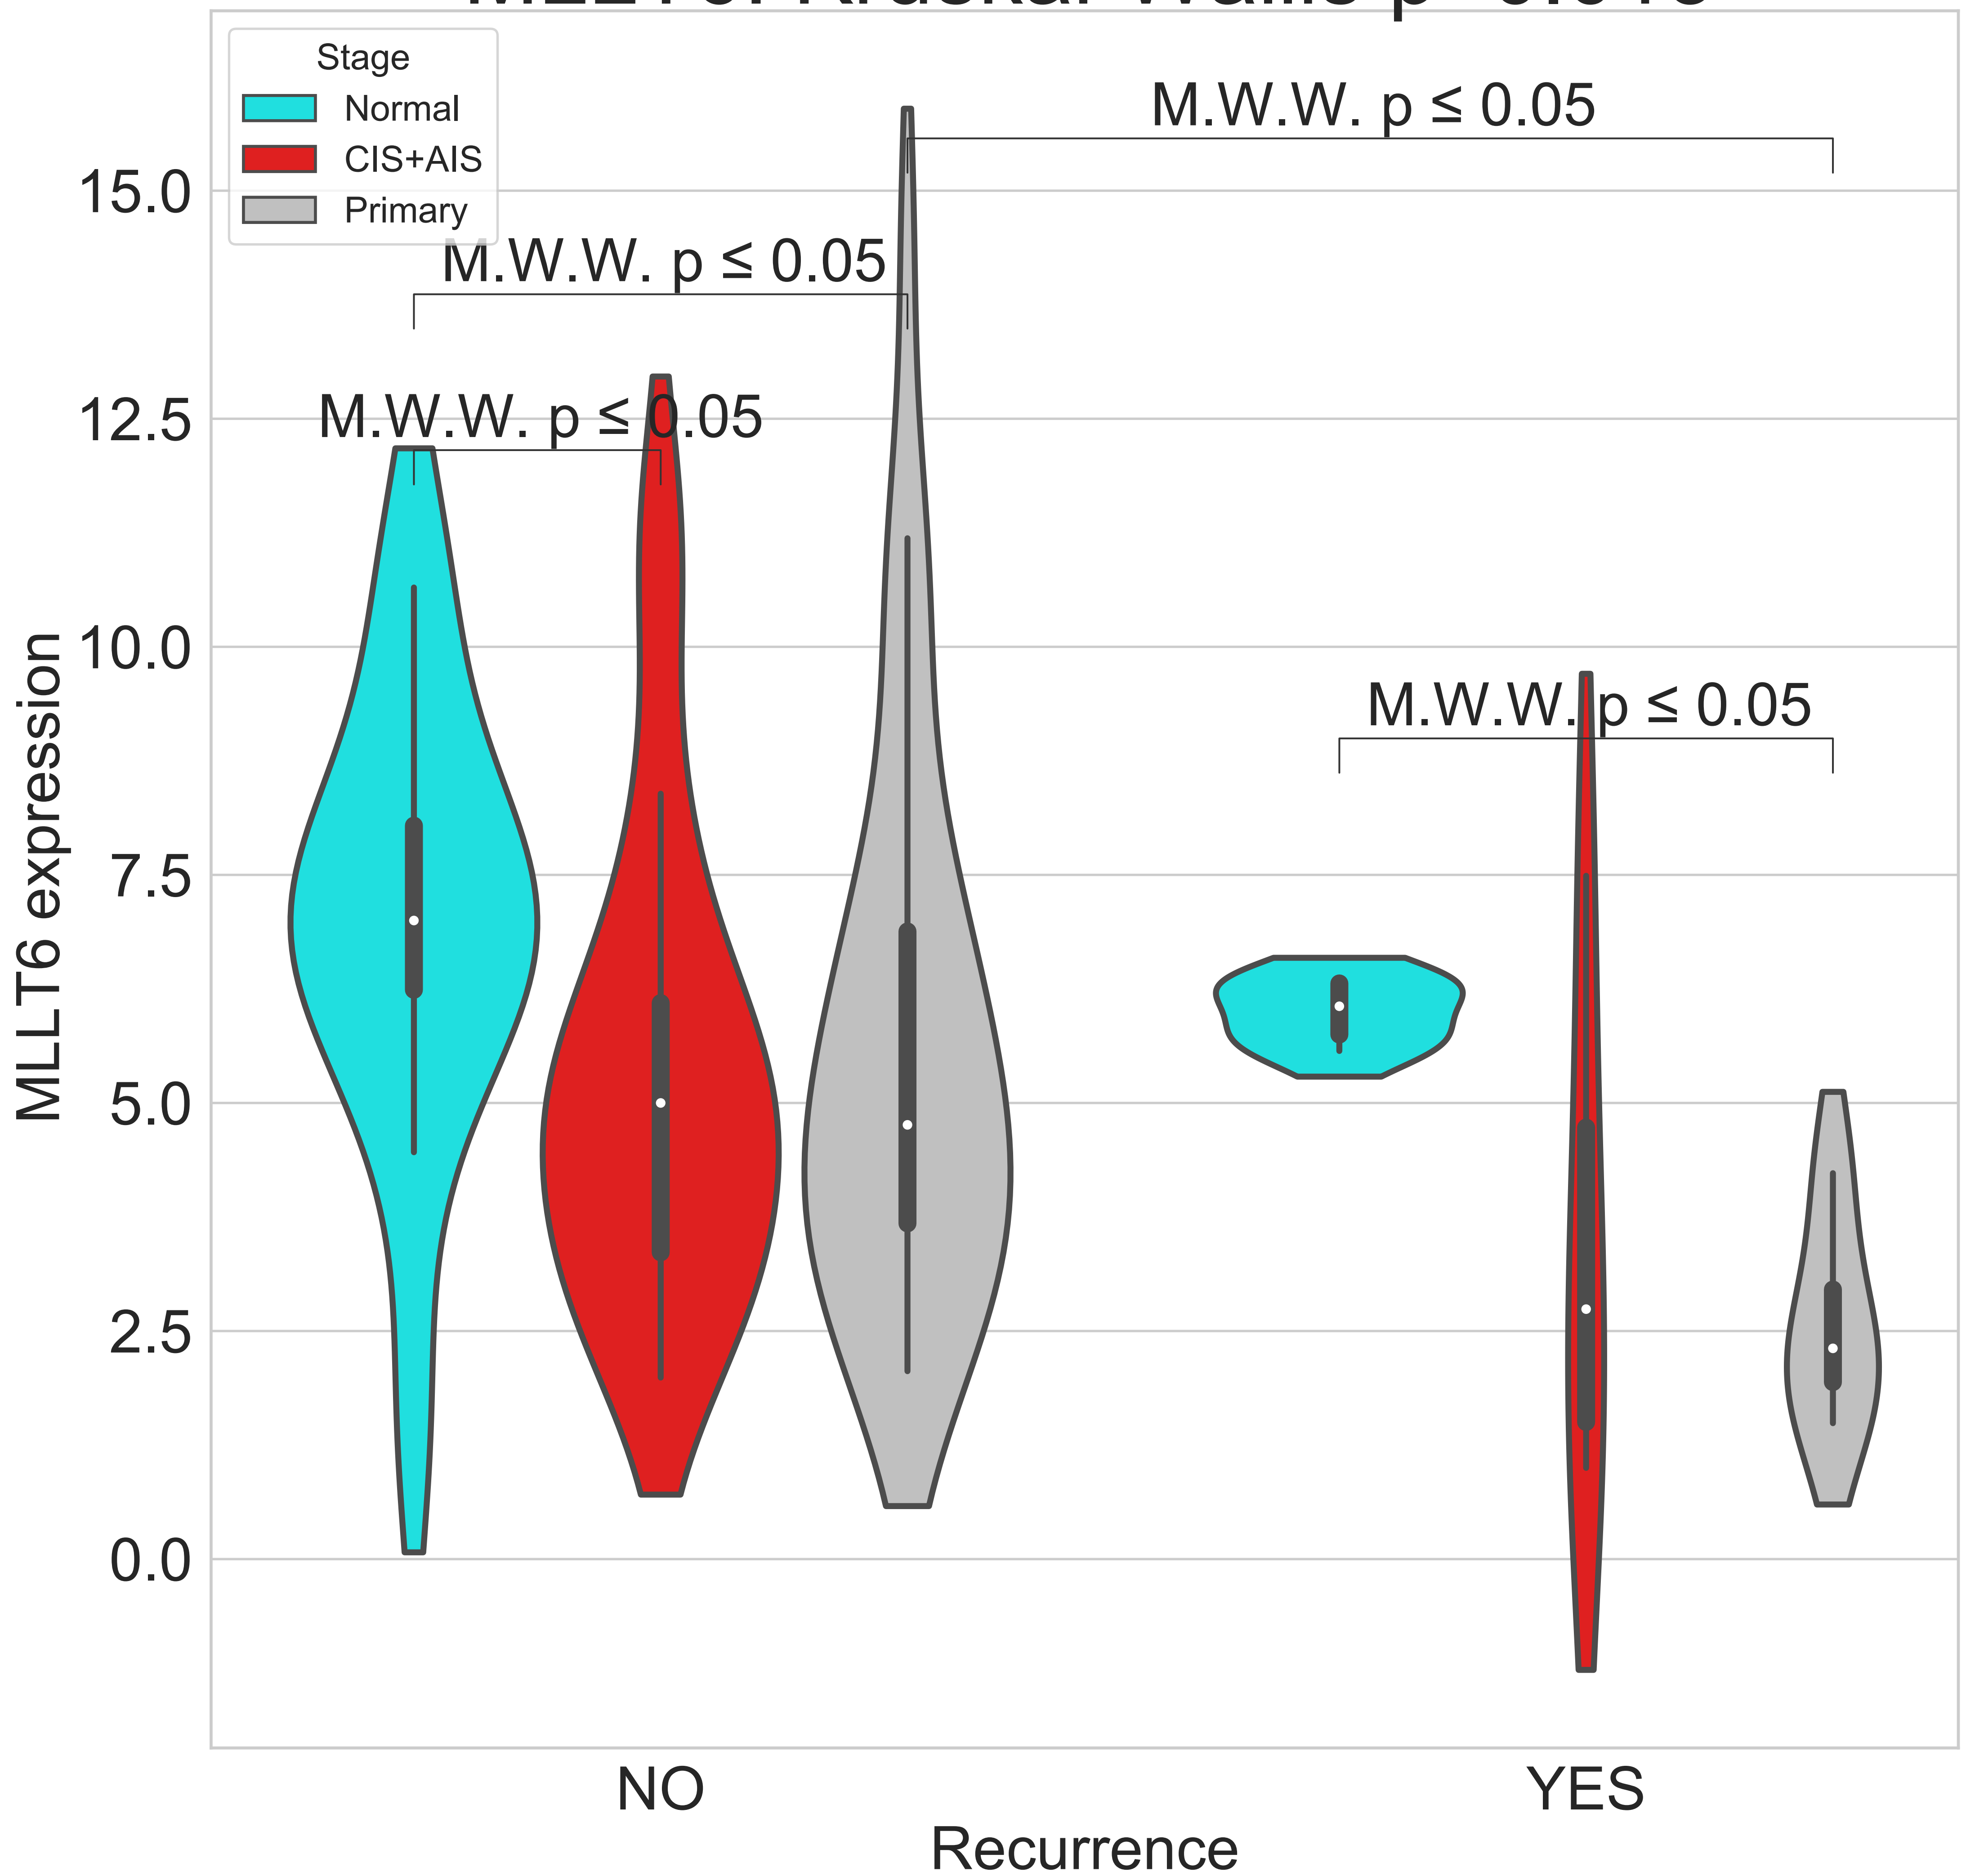 Stage
Normal
CIS+AIS
Primary
M.W.W. p ≤ 0.05
M.W.W. p ≤ 0.05
M.W.W. p ≤ 0.05
M.W.W. p ≤ 0.05
15.0
12.5
10.0
7.5
5.0
2.5
0.0
MLLT6 expression
NO
YES
Recurrence